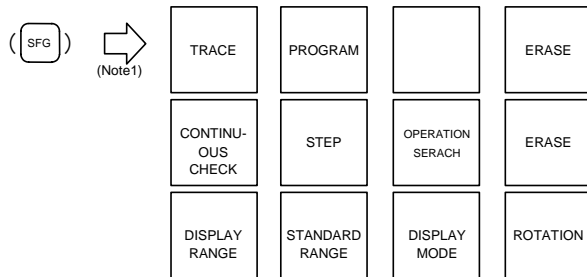 (SFG)
(Note1)
TRACE
PROGRAM
ERASE
CONTINU-
OUS
CHECK
STEP
OPERATION
SERACH
ERASE
DISPLAY
RANGE
STANDARD
RANGE
DISPLAY
MODE
ROTATION